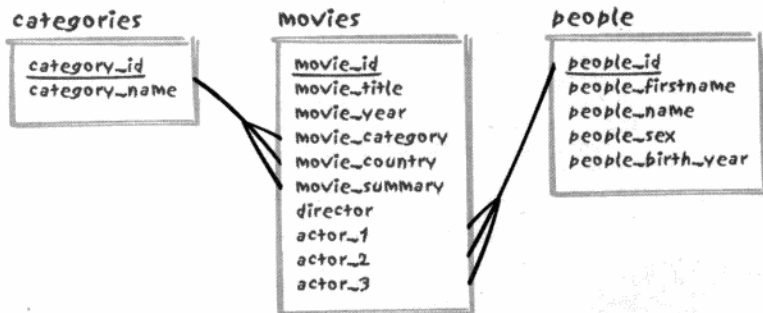 categories
category_id
category_name
movies
movie_id
movie_title
movie_year
movie_category
movie_country
movie_summary
director
actor_1
actor_2
actor_3
people
people_id
people_firstname
people_name
people_sex
people_birth_year